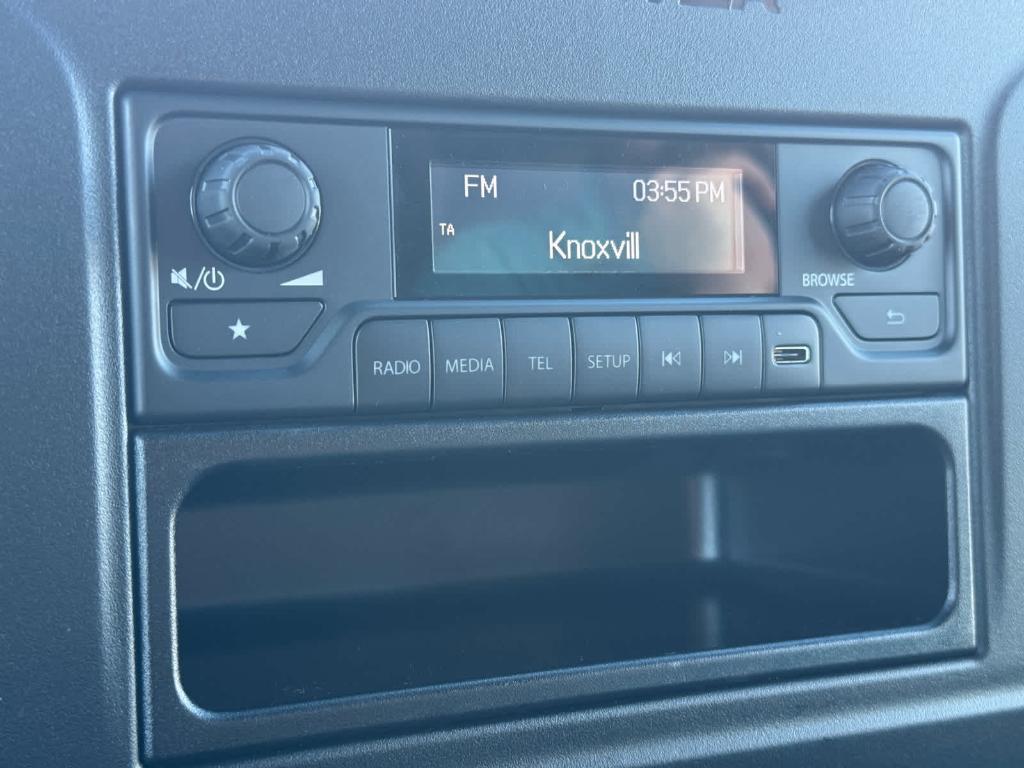 FM 03:55 PM
TA
Knoxvill
BROWSE
RADIO MEDIA TEL SETUP